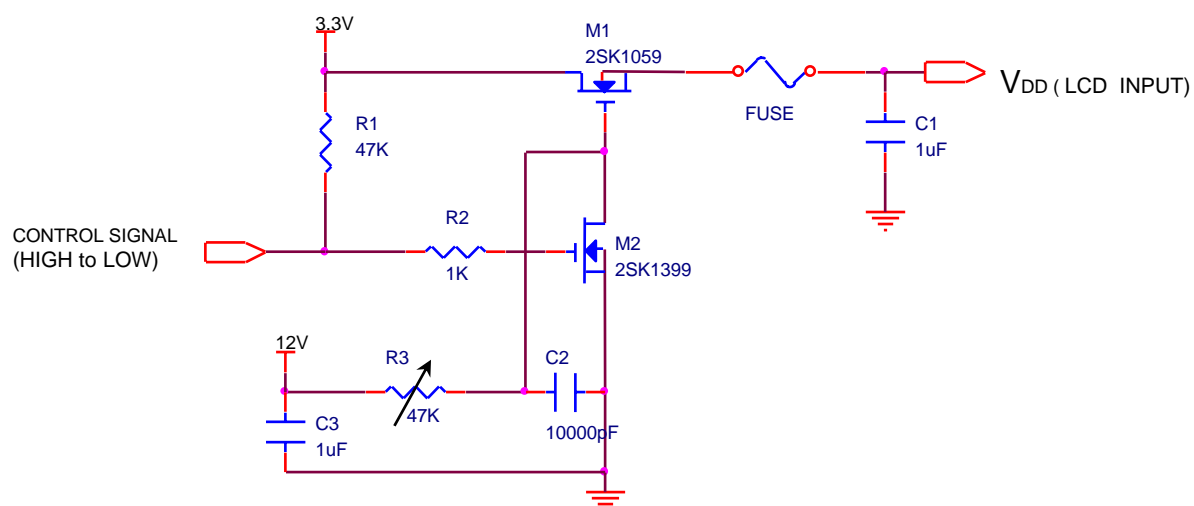 3.3V
M1
2SK1059
FUSE
VDD ( LCD INPUT)
R1
47K
C1
1uF
CONTROL SIGNAL
(HIGH to LOW)
R2
1K
M2
2SK1399
12V
R3
47K
C2
10000pF
C3
1uF